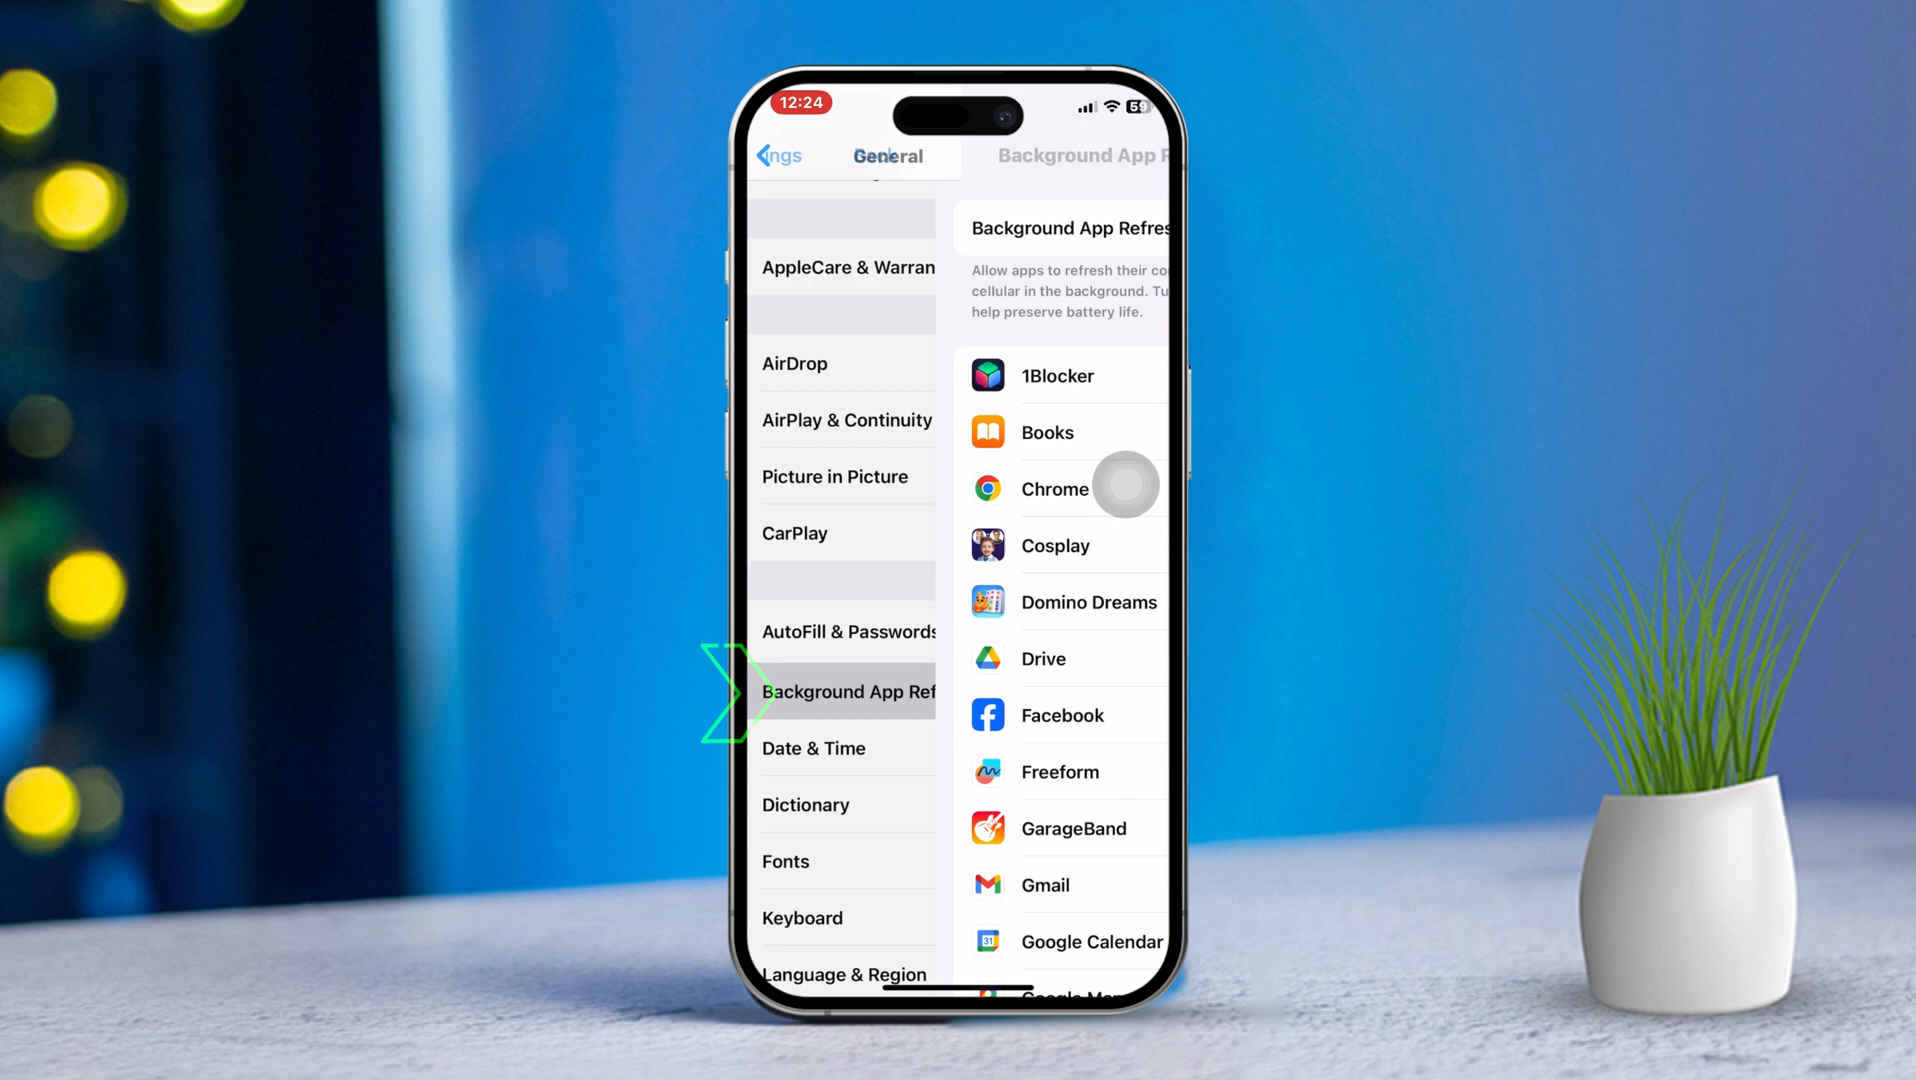 12:24
59
ings
General
Background App R
AppleCare & Warran
AirDrop
AirPlay & Continuity
Picture in Picture
CarPlay
AutoFill & Passwords
Background App Ref
Date & Time
Dictionary
Fonts
Keyboard
Language & Region
Background App Refres
Allow apps to refresh their co
cellular in the background. Tu
help preserve battery life.
1Blocker
Books
Chrome
Cosplay
Domino Dreams
Drive
Facebook
Freeform
GarageBand
Gmail
31
Google Calendar